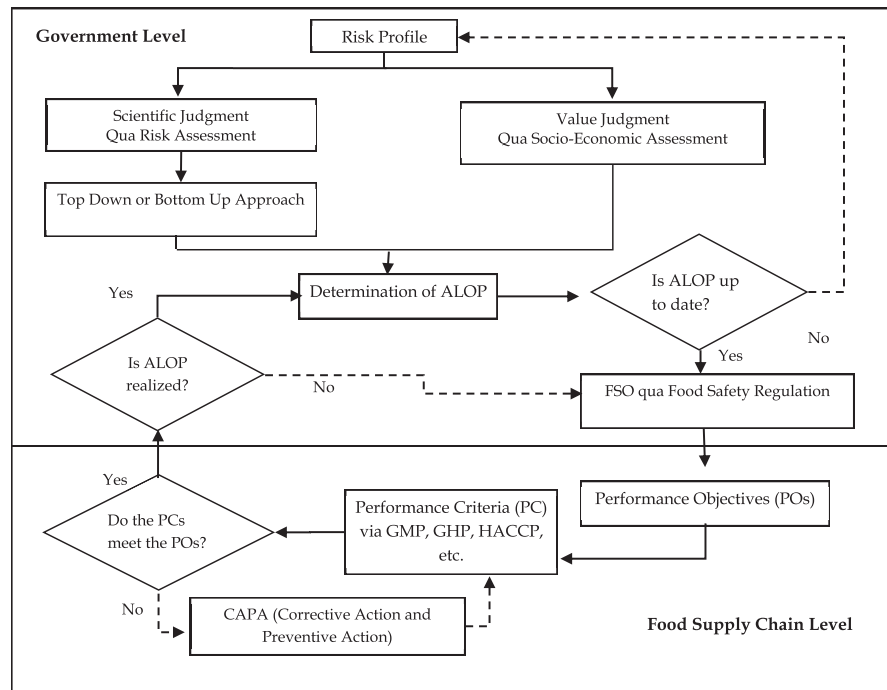 Government Level
Risk Profile
Scientific Judgment
Qua Risk Assessment
Value Judgment
Qua Socio-Economic Assessment
Top Down or Bottom Up Approach
Yes
Determination of ALOP
Is ALOP up
to date?
No
Yes
Is ALOP
realized?
No
FSO qua Food Safety Regulation
Yes
Do the PCs
meet the POs?
Performance Criteria (PC)
via GMP, GHP, HACCP,
etc.
Performance Objectives (POs)
No
CAPA (Corrective Action and
Preventive Action)
Food Supply Chain Level